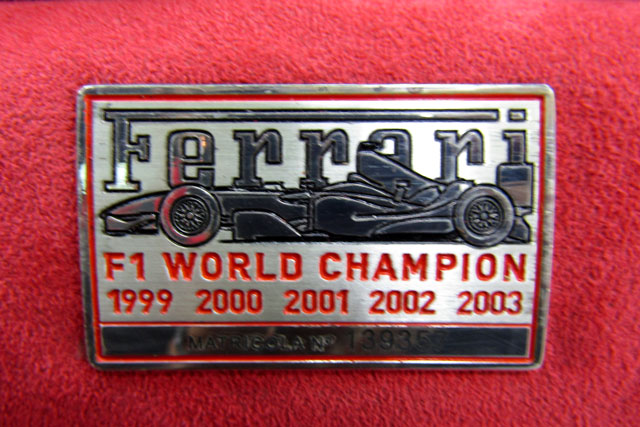 Ferrari
F1 WORLD CHAMPION
1999 2000 2001 2002 2003
MATRICOLA Nº